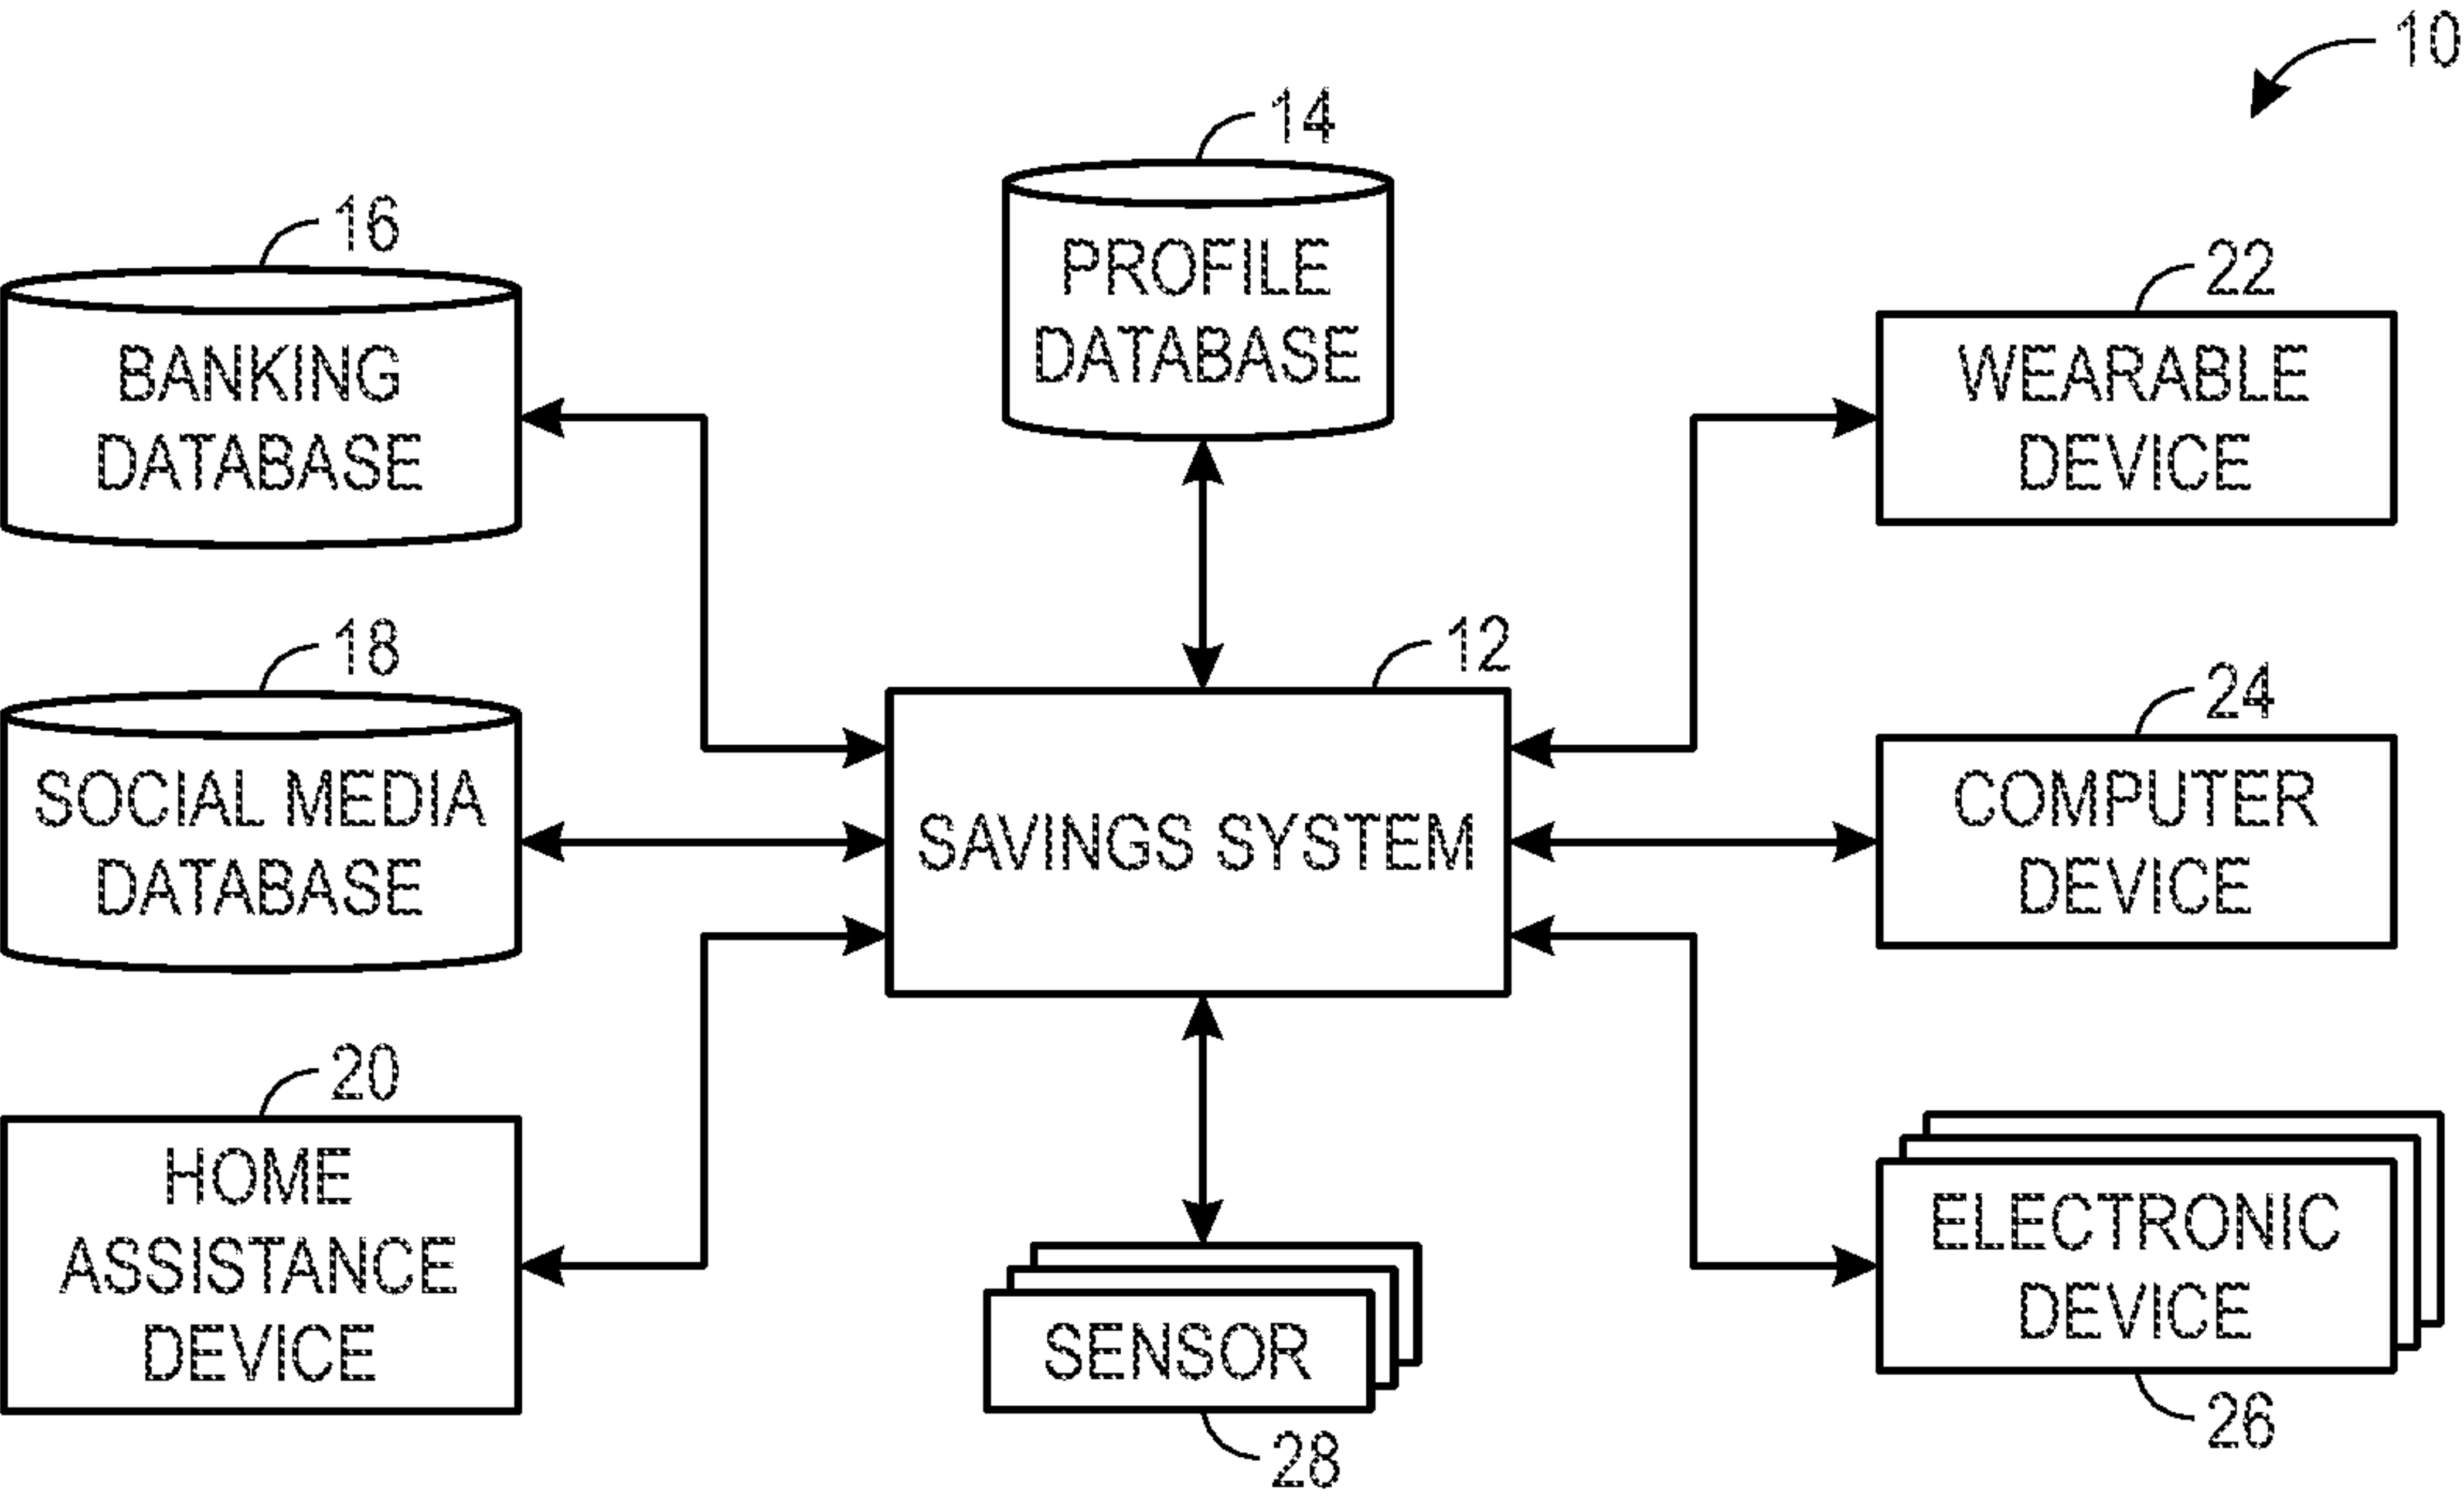 10
14
PROFILE
DATABASE
16
BANKING
DATABASE
22
WEARABLE
DEVICE
18
SOCIAL MEDIA
DATABASE
12
SAVINGS SYSTEM
24
COMPUTER
DEVICE
20
HOME
ASSISTANCE
DEVICE
SENSOR
28
ELECTRONIC
DEVICE
26